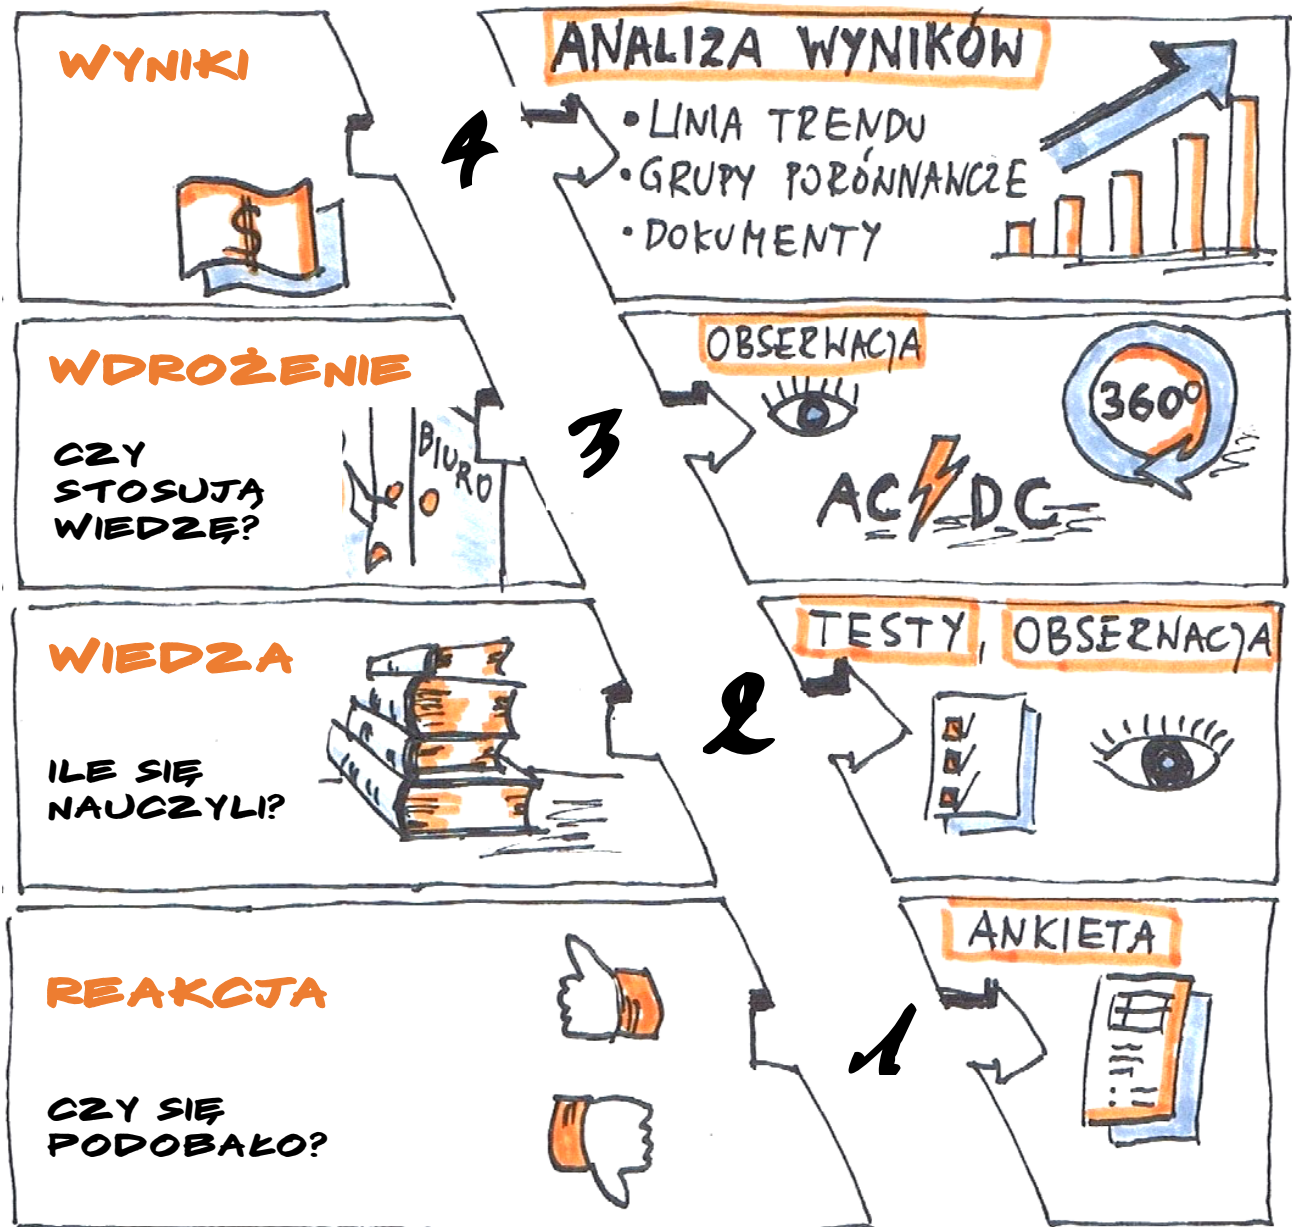 WYNIKI
$
4
ANALIZA WYNIKÓW
• LINIA TRENDU
• GRUPY PORÓWNAWCZE
• DOKUMENTY
WDROŻENIE
CZY
STOSUJĄ
WIEDZĘ?
BIURO
3
OBSERWACJA
360°
AC/DC
WIEDZA
ILE SIĘ
NAUCZYLI?
2
TESTY, OBSERWACJA
REAKCJA
CZY SIĘ
PODOBAŁO?
1
ANKIETA